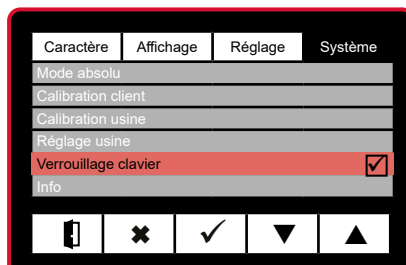 Caractère Affichage Réglage Système
Mode absolu
Calibration client
Calibration usine
Réglage usine
Verrouillage clavier
Info